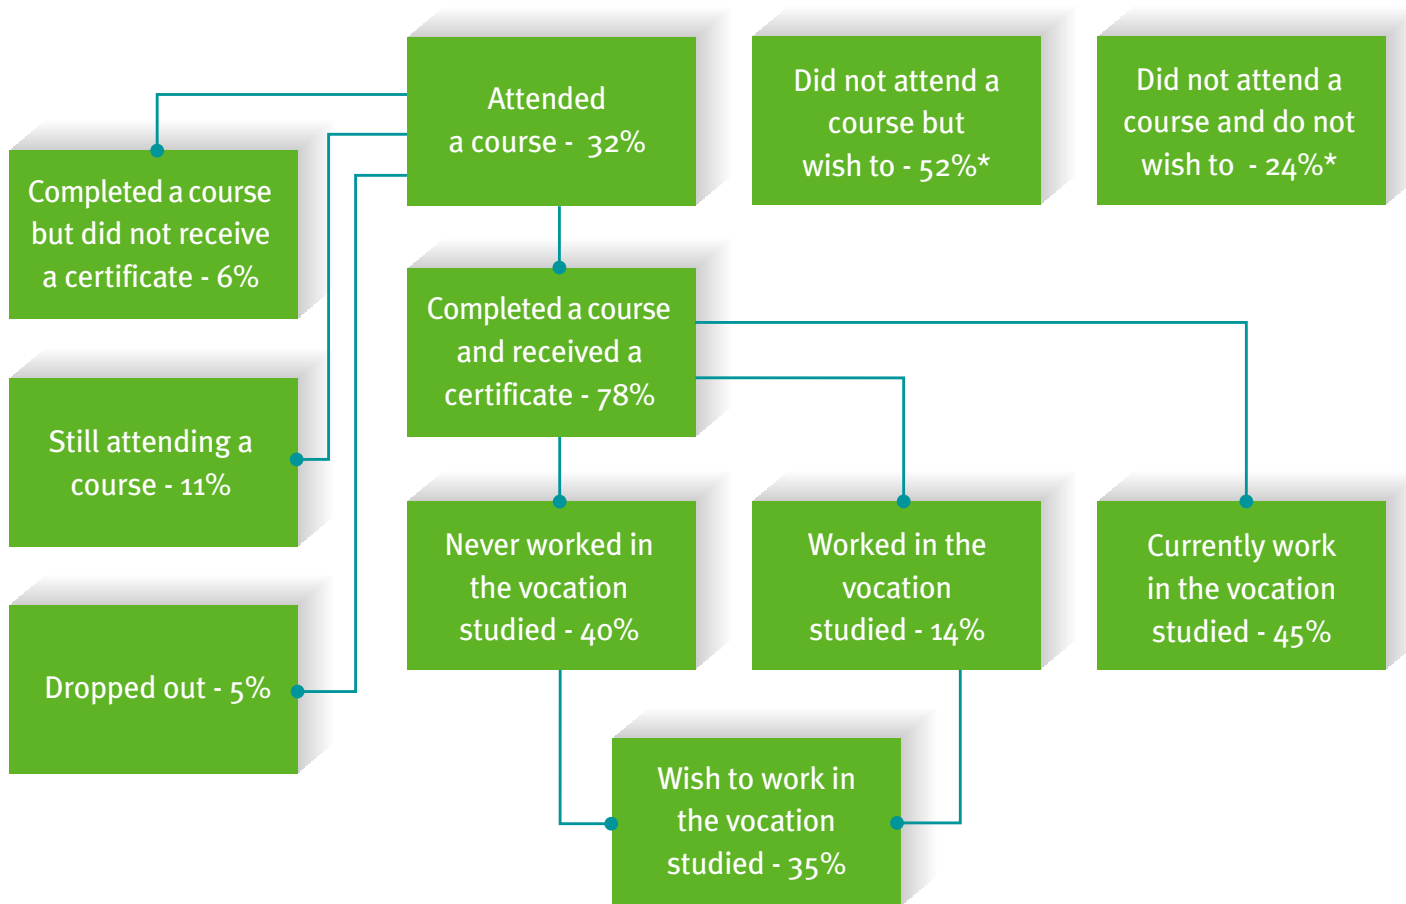 Attended
a course - 32%
Did not attend a
course but
wish to - 52%*
Did not attend a
course and do not
wish to - 24%*
Completed a course
but did not receive
a certificate - 6%
Completed a course
and received a
certificate - 78%
Still attending a
course - 11%
Never worked in
the vocation
studied - 40%
Worked in the
vocation
studied - 14%
Currently work
in the vocation
studied - 45%
Dropped out - 5%
Wish to work in
the vocation
studied - 35%